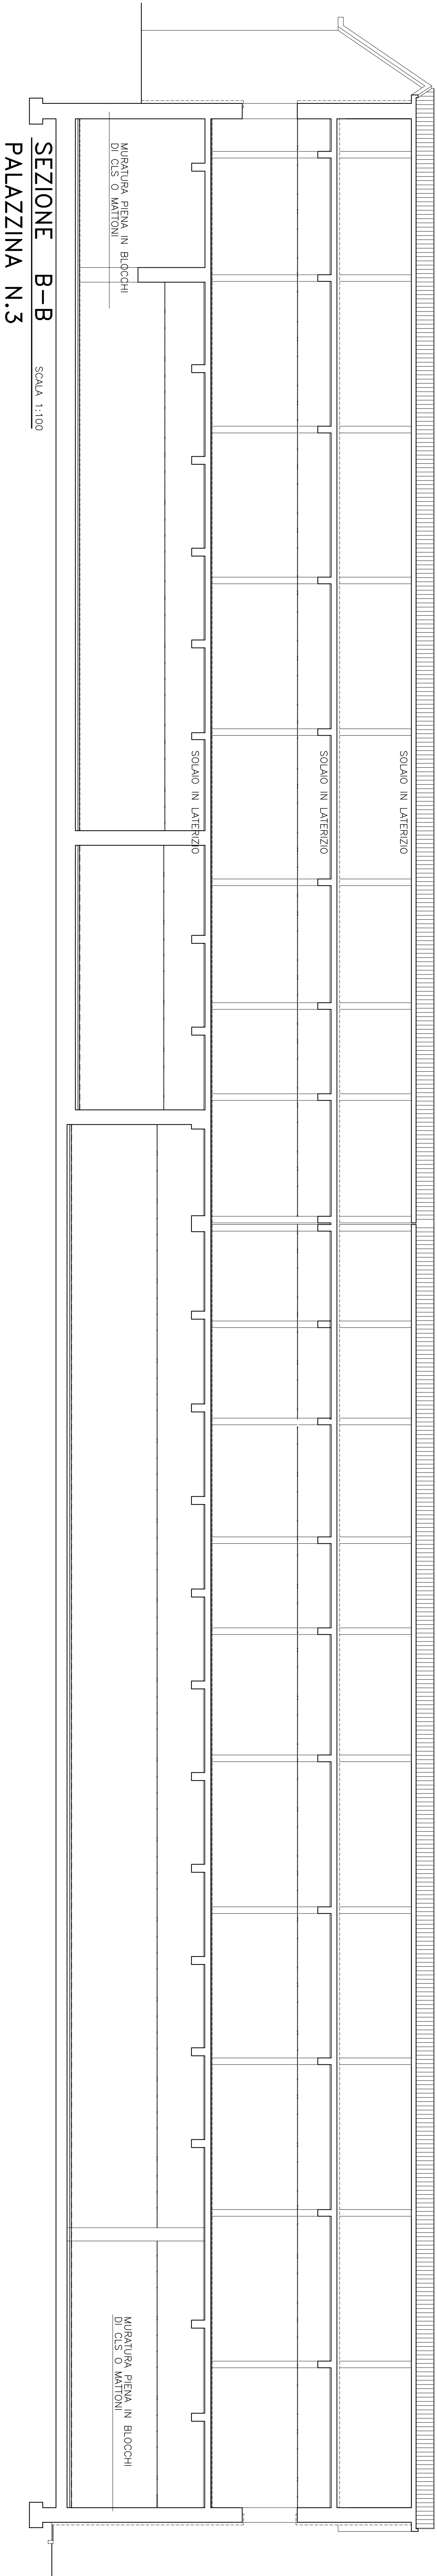 SOLAIO IN LATERIZIO
SOLAIO IN LATERIZIO
SOLAIO IN LATERIZIO
MURATURA PIENA IN BLOCCHI
DI CLS O MATTONI
MURATURA PIENA IN BLOCCHI
DI CLS O MATTONI
SEZIONE B-B SCALA 1:100
PALAZZINA N.3